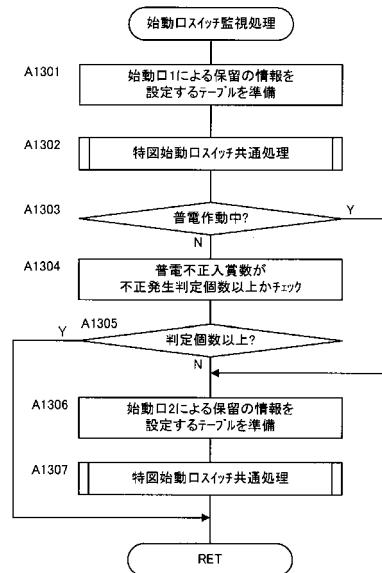 始動口スイッチ監視処理
A1301
始動口1による保留の情報を
設定するテーブルを準備
A1302
特図始動口スイッチ共通処理
A1303
普電作動中?
Y
N
A1304
普電不正入賞数が
不正発生判定個数以上かチェック
A1305
Y
判定個数以上?
N
A1306
始動口2による保留の情報を
設定するテーブルを準備
A1307
特図始動口スイッチ共通処理
RET